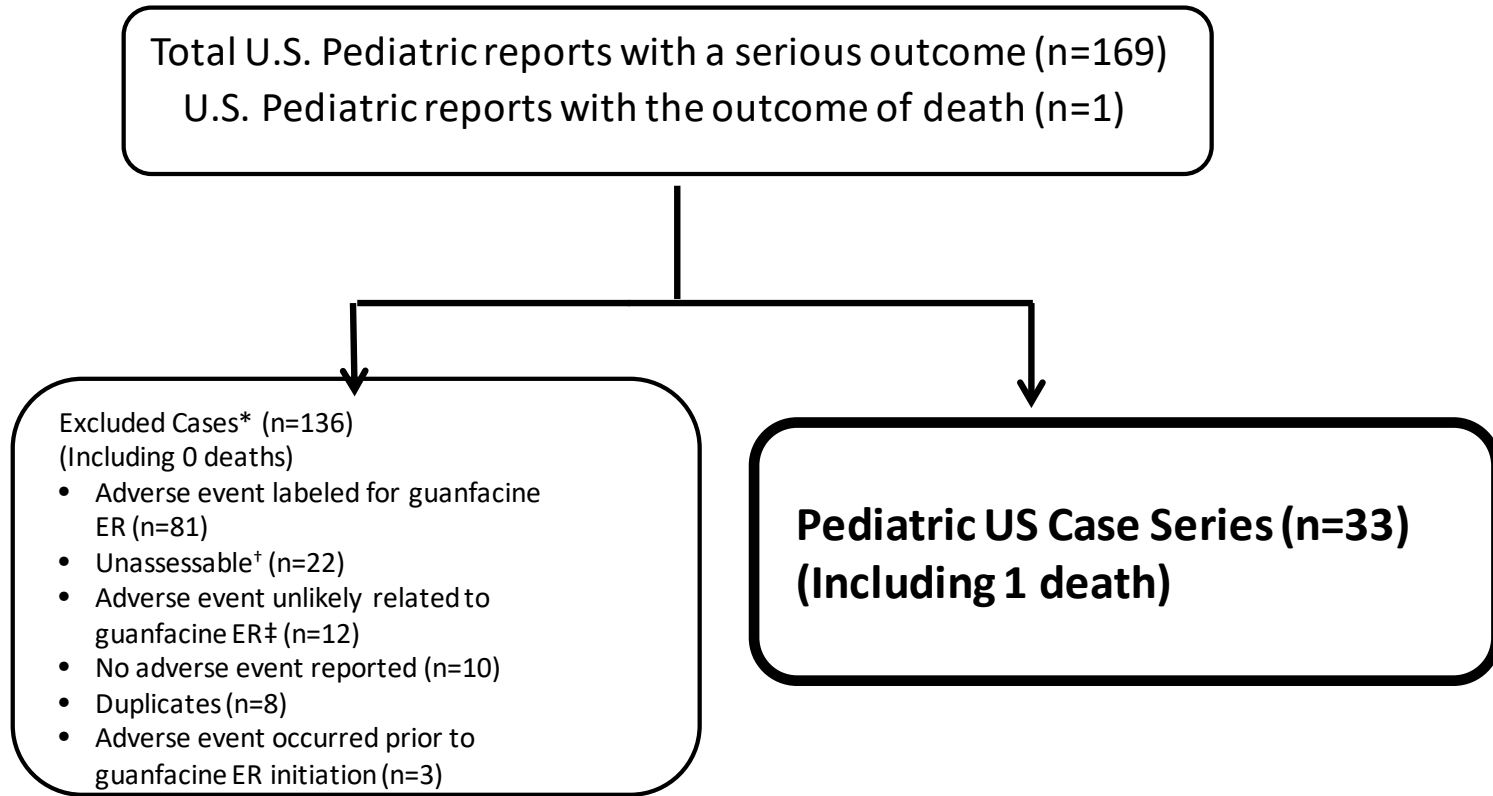 Total U.S. Pediatric reports with a serious outcome (n=169)
U.S. Pediatric reports with the outcome of death (n=1)
Excluded Cases* (n=136)
(Including 0 deaths)
• Adverse event labeled for guanfacine
ER (n=81)
• Unassessable† (n=22)
• Adverse event unlikely related to
guanfacine ER‡ (n=12)
• No adverse event reported (n=10)
• Duplicates (n=8)
• Adverse event occurred prior to
guanfacine ER initiation (n=3)
Pediatric US Case Series (n=33)
(Including 1 death)